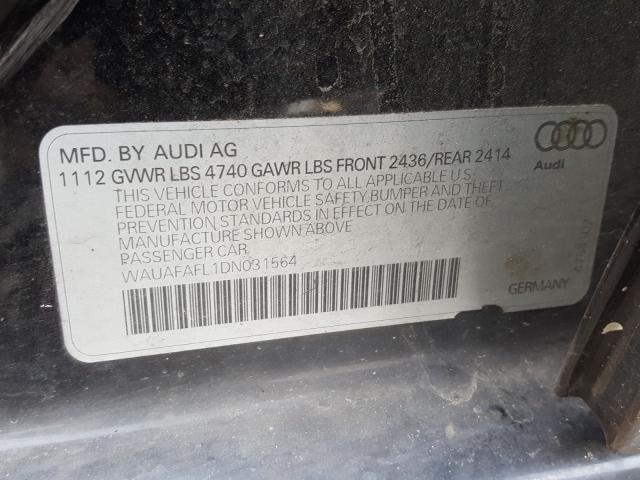 MFD. BY AUDI AG
1112 GVWR LBS 4740 GAWR LBS FRONT 2436/REAR 2414
THIS VEHICLE CONFORMS TO ALL APPLICABLE U.S.
FEDERAL MOTOR VEHICLE SAFETY,BUMPER AND THEFT
PREVENTION STANDARDS IN EFFECT ON THE DATE OF
MANUFACTURE SHOWN ABOVE
PASSENGER CAR
WAUAFAFL1DN031564
Audi
GERMANY